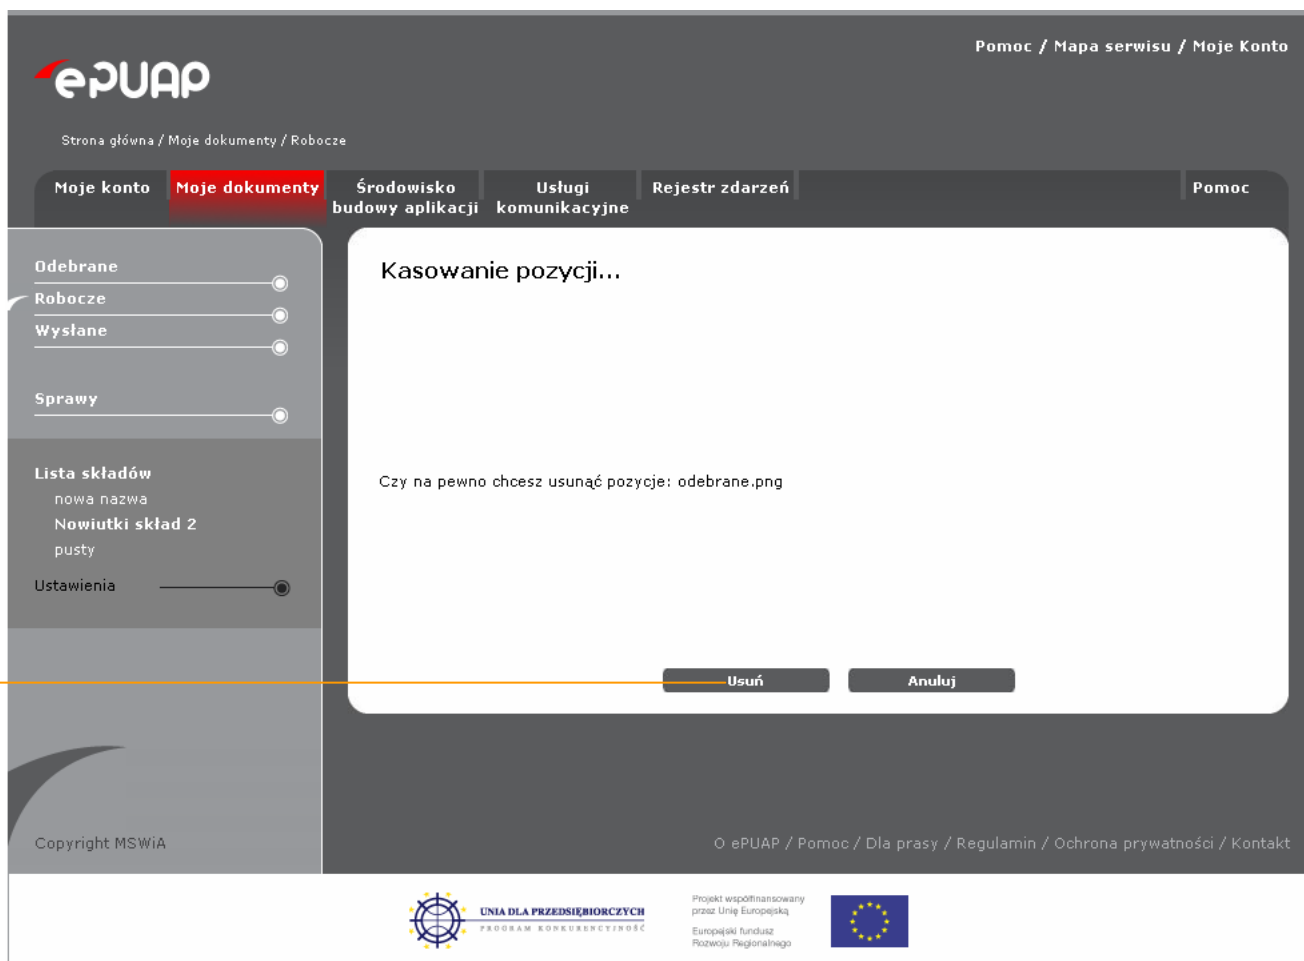 Pomoc / Mapa serwisu / Moje Konto
ePUAP
Strona główna / Moje dokumenty / Robocze
Moje konto
Moje dokumenty
Środowisko
budowy aplikacji
Usługi
komunikacyjne
Rejestr zdarzeń
Pomoc
Odebrane
Robocze
Wysłane
Sprawy
Lista składów
nowa nazwa
Nowiutki skład 2
pusty
Ustawienia
Kasowanie pozycji...
Czy na pewno chcesz usunąć pozycje: odebrane.png
Usuń
Anuluj
Copyright MSWiA
O ePUAP / Pomoc / Dla prasy / Regulamin / Ochrona prywatności / Kontakt
UNIA DLA PRZEDSIĘBIORCZYCH
PROGRAM KONKURENCYJNOŚĆ
Projekt współfinansowany
przez Unię Europejską
Europejski fundusz
Rozwoju Regionalnego